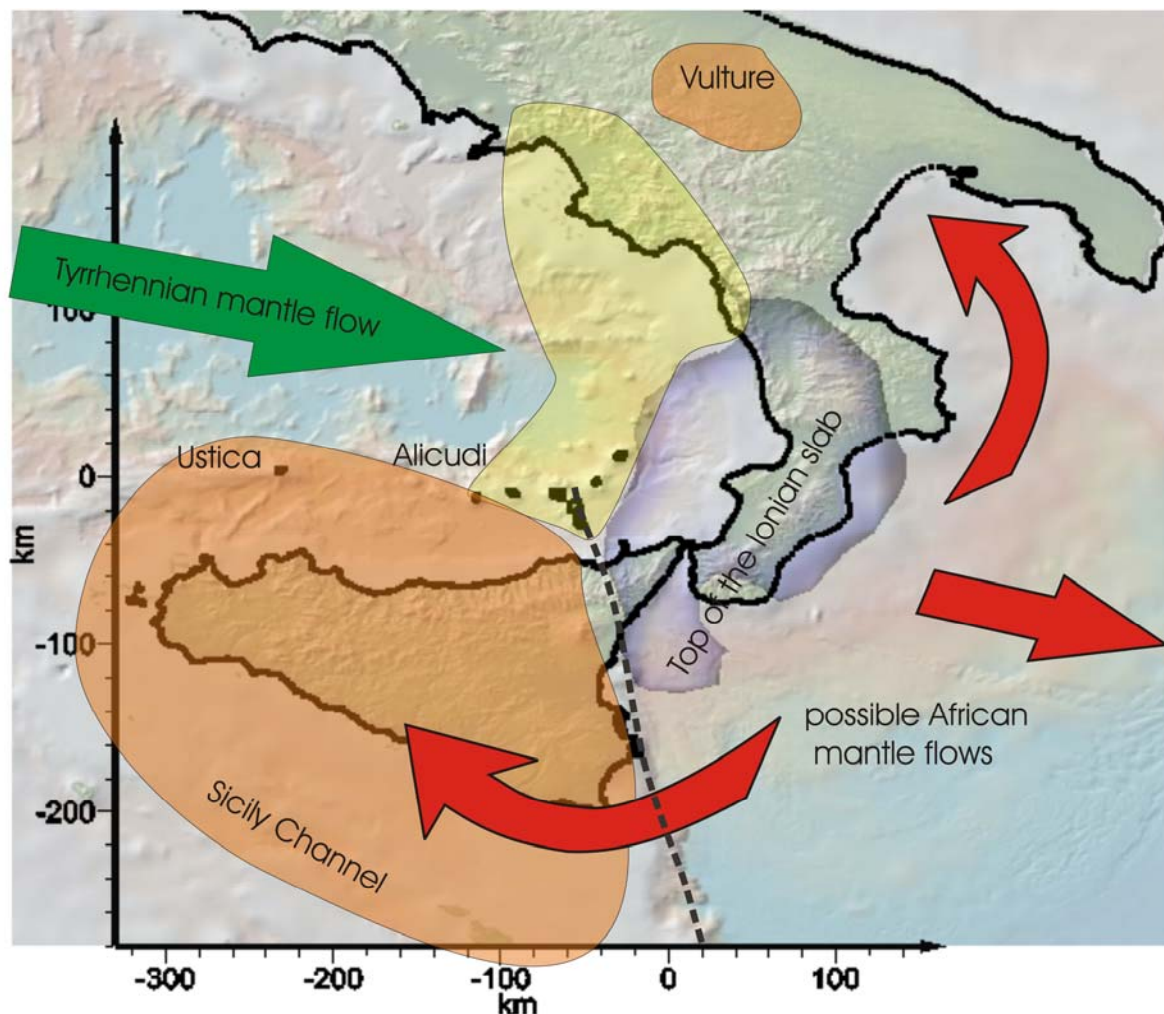 Vulture
Tyrrhennian mantle flow
100
Ustica
Alicudi
0
km
-100
-200
Top of the Ionian slab
possible African
mantle flows
Sicily Channel
-300
-200
-100
0
100
km